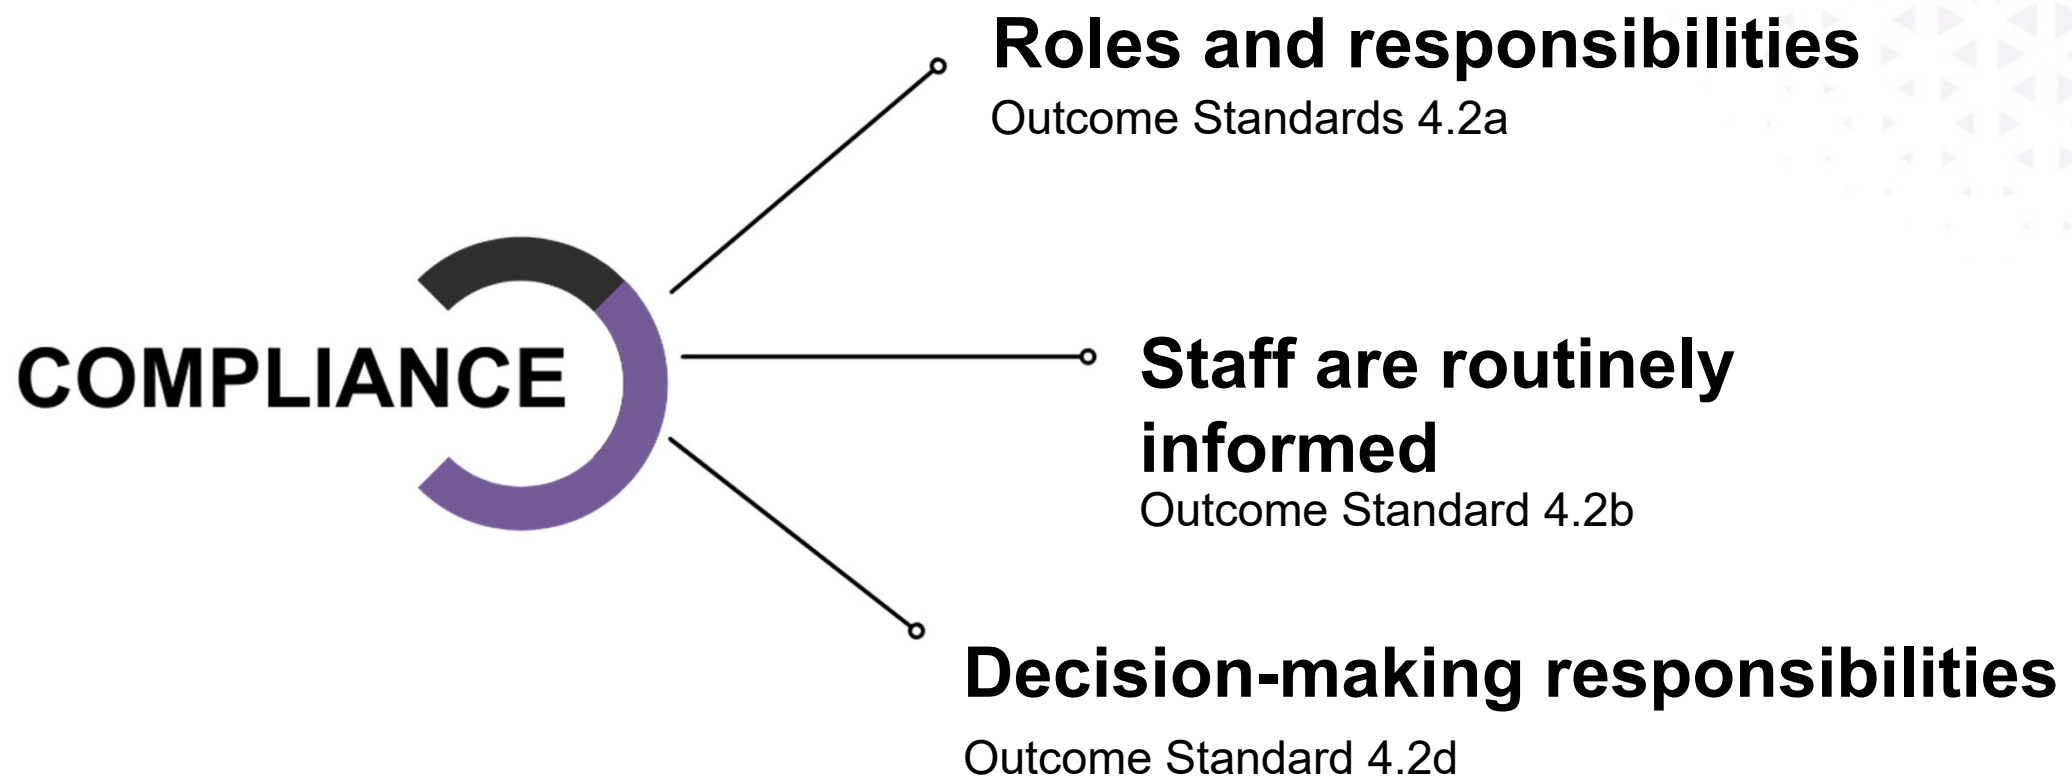 Roles and responsibilities
Outcome Standards 4.2a
COMPLIANCE
Staff are routinely
informed
Outcome Standard 4.2b
Decision-making responsibilities
Outcome Standard 4.2d